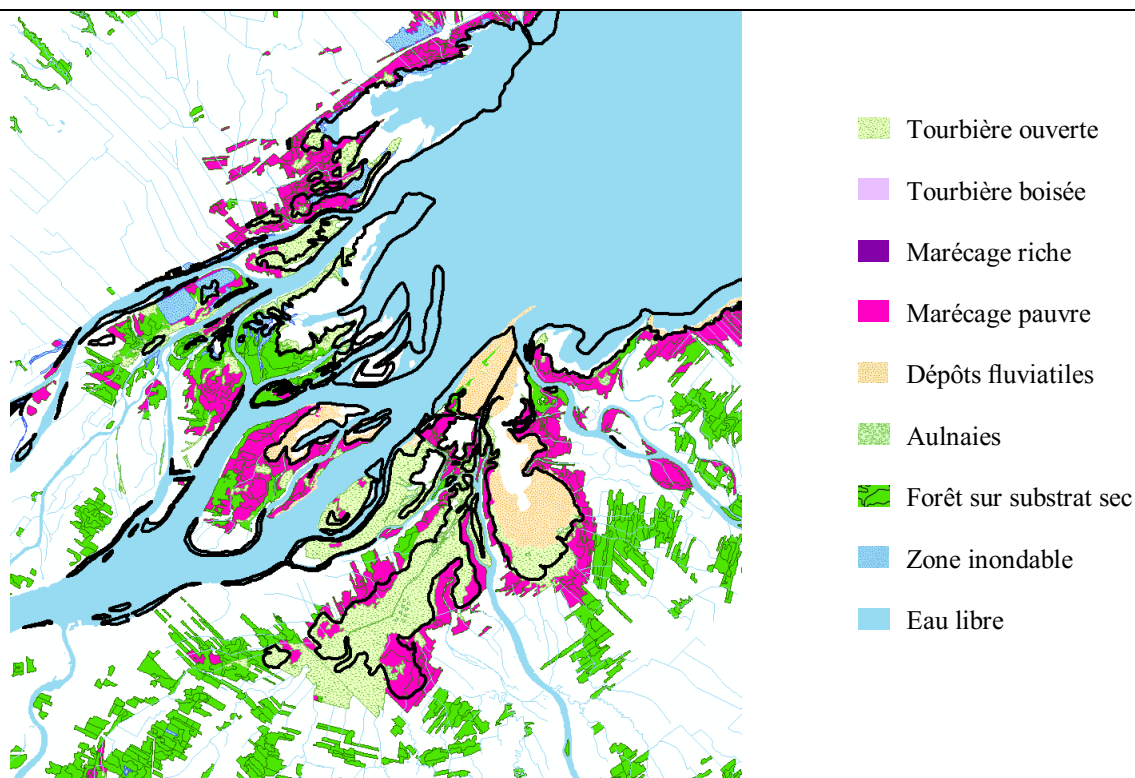 Tourbière ouverte
Tourbière boisée
Marécage riche
Marécage pauvre
Dépôts fluviatiles
Aulnaies
Forêt sur substrat sec
Zone inondable
Eau libre